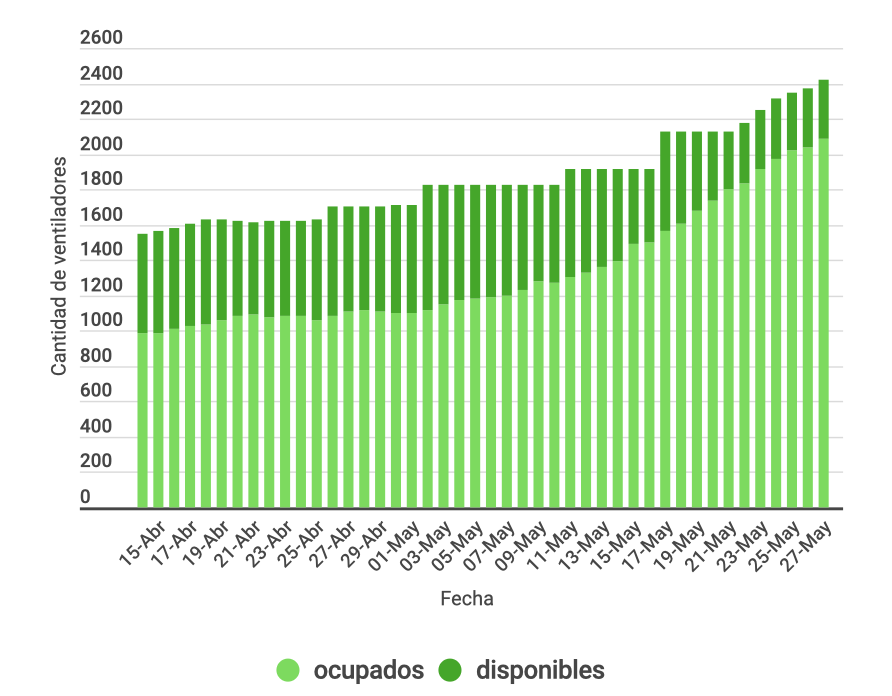 2600
2400
2200
2000
1800
1600
1400
1200
1000
800
600
400
200
0
Cantidad de ventiladores
15-Abr
17-Abr
19-Abr
21-Abr
23-Abr
25-Abr
27-Abr
29-Abr
01-May
03-May
05-May
07-May
09-May
11-May
13-May
15-May
17-May
19-May
21-May
23-May
25-May
27-May
Fecha
ocupados
disponibles